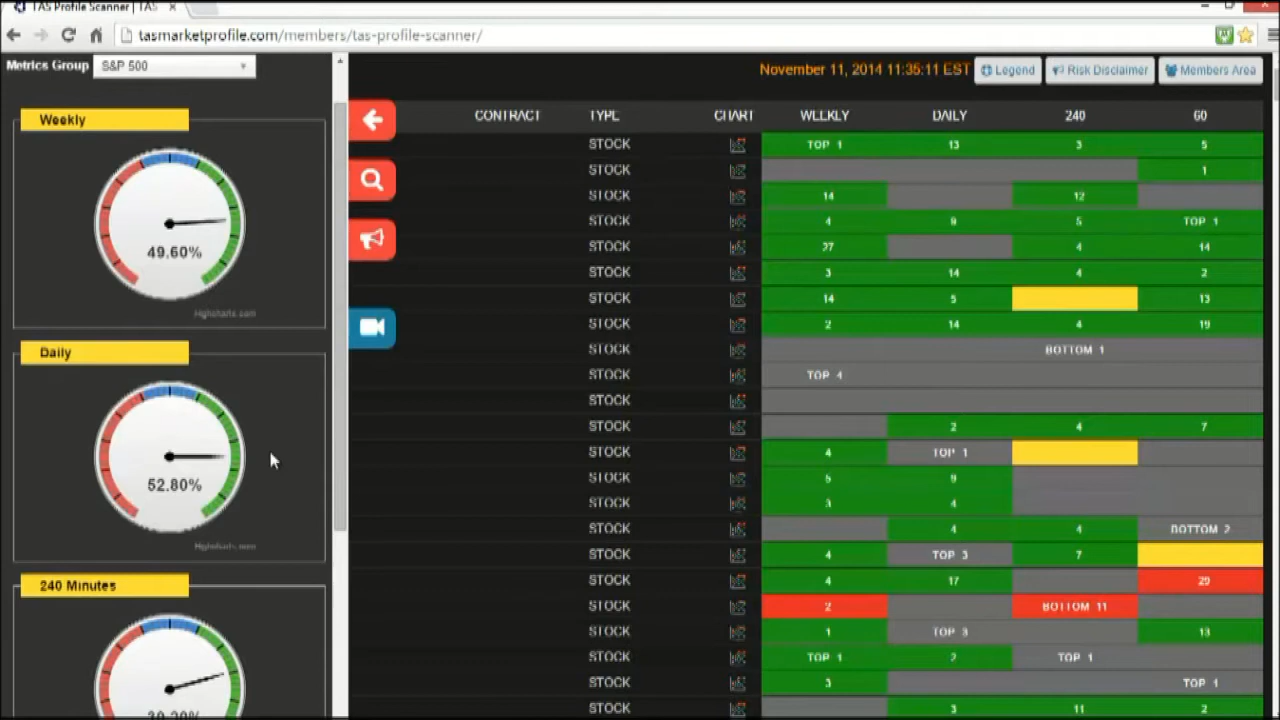 TAS Profile Scanner | TAS
tasmarketprofile.com/members/tas-profile-scanner/
Metrics Group S&P 500
November 11, 2014 11:35:11 EST Legend Risk Disclaimer Members Area
Weekly
49.60%
Highcharts.com
Daily
52.80%
Highcharts.com
240 Minutes
CONTRACT TYPE CHART WEEKLY DAILY 240 60
STOCK TOP 1 13 3 5
STOCK 1
STOCK 14 12
STOCK 4 9 5 TOP 1
STOCK 27 4 14
STOCK 3 14 4 2
STOCK 14 5 13
STOCK 2 14 4 19
STOCK BOTTOM 1
STOCK TOP 4
STOCK
STOCK 2 4 7
STOCK 4 TOP 1
STOCK 5
STOCK 3 4
STOCK 4 4 BOTTOM 2
STOCK 4 TOP 3 7
STOCK 4 17 29
STOCK 2 BOTTOM 11
STOCK 1 TOP 3 13
STOCK TOP 1 2 TOP 1
STOCK 3 TOP 1
STOCK 3 11 2